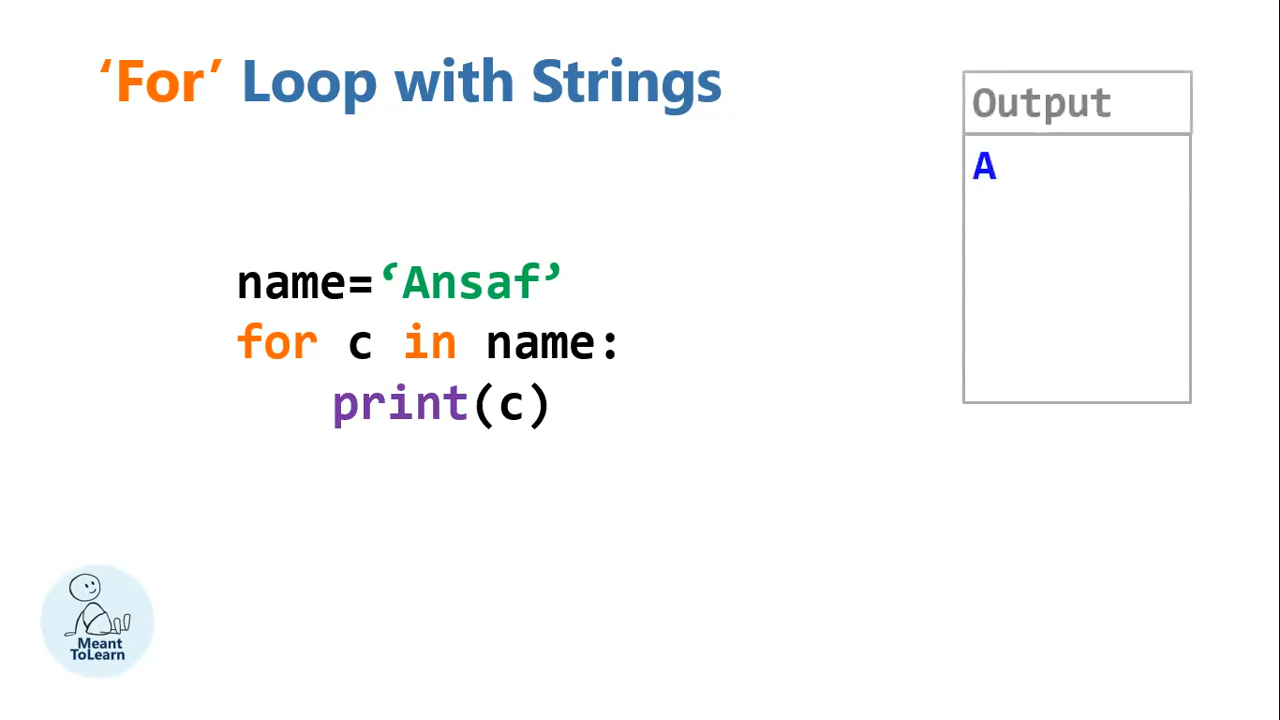 ‘For’ Loop with Strings
Output
A
name=‘Ansaf’
for c in name:
print(c)
Meant
ToLearn